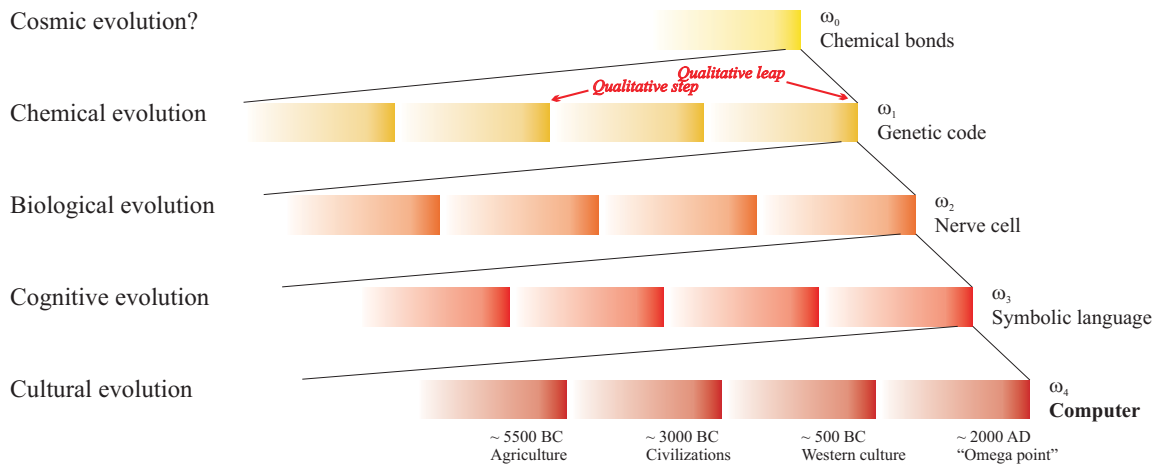 Cosmic evolution?
ω0
Chemical bonds
Qualitative leap
Qualitative step
Chemical evolution
ω1
Genetic code
Biological evolution
ω2
Nerve cell
Cognitive evolution
ω3
Symbolic language
Cultural evolution
ω4
Computer
~ 5500 BC
Agriculture
~ 3000 BC
Civilizations
~ 500 BC
Western culture
~ 2000 AD
“Omega point”